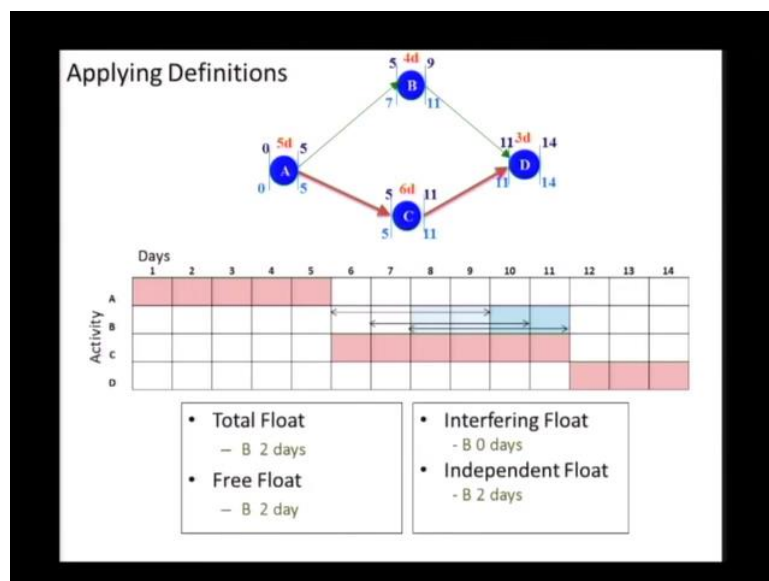 Applying Definitions
4d
5 9
B
7 11
5d
0 5
A
0 5
3d
11 14
D
11 14
6d
5 11
C
5 11
Days
1 2 3 4 5 6 7 8 9 10 11 12 13 14
Activity
A
B
C
D
• Total Float
– B 2 days
• Free Float
– B 2 day
• Interfering Float
- B 0 days
• Independent Float
- B 2 days